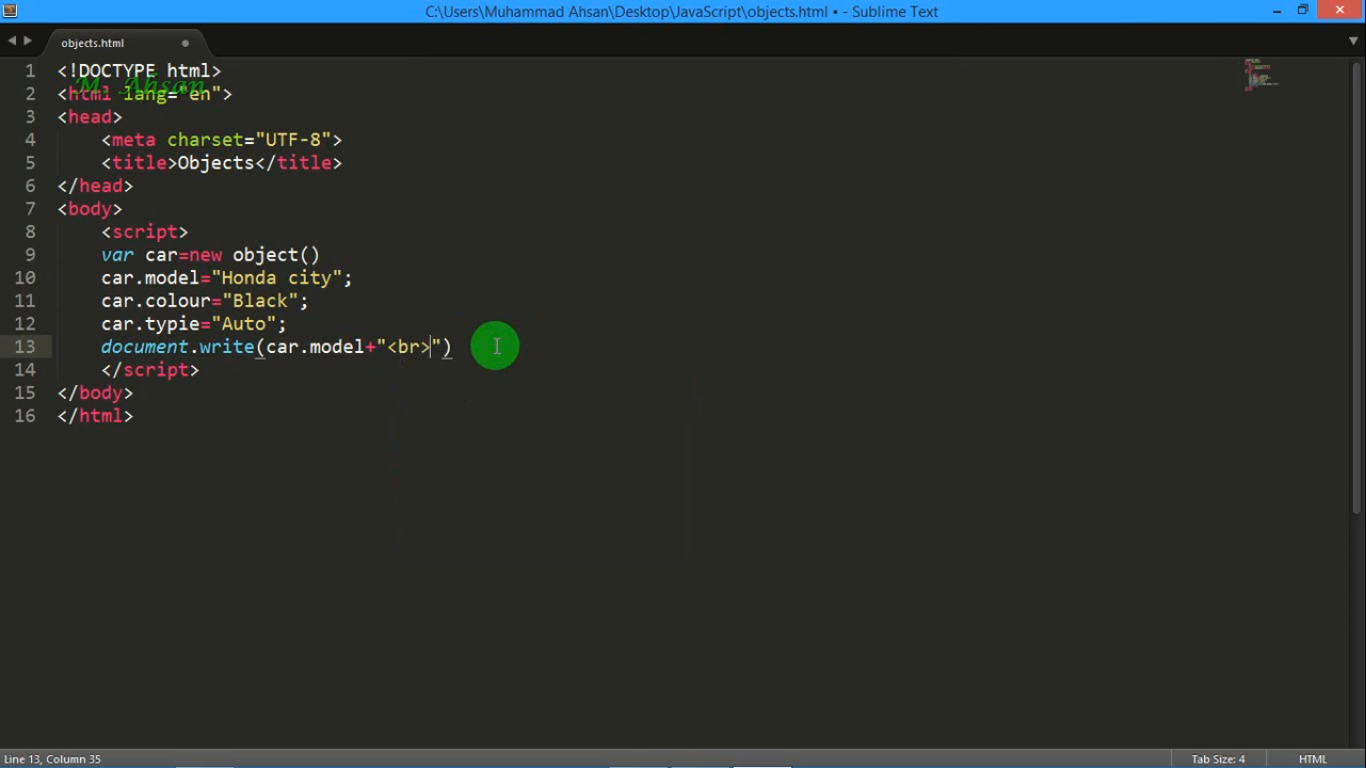 C:\Users\Muhammad Ahsan\Desktop\JavaScript\objects.html • - Sublime Text
objects.html
1 <!DOCTYPE html>
M. Ahsan
2 <html lang="en">
3 <head>
4 <meta charset="UTF-8">
5 <title>Objects</title>
6 </head>
7 <body>
8 <script>
9 var car=new object()
10 car.model="Honda city";
11 car.colour="Black";
12 car.typie="Auto";
13 document.write(car.model+"<br>")
14 </script>
15 </body>
16 </html>
Line 13, Column 35 Tab Size: 4 HTML